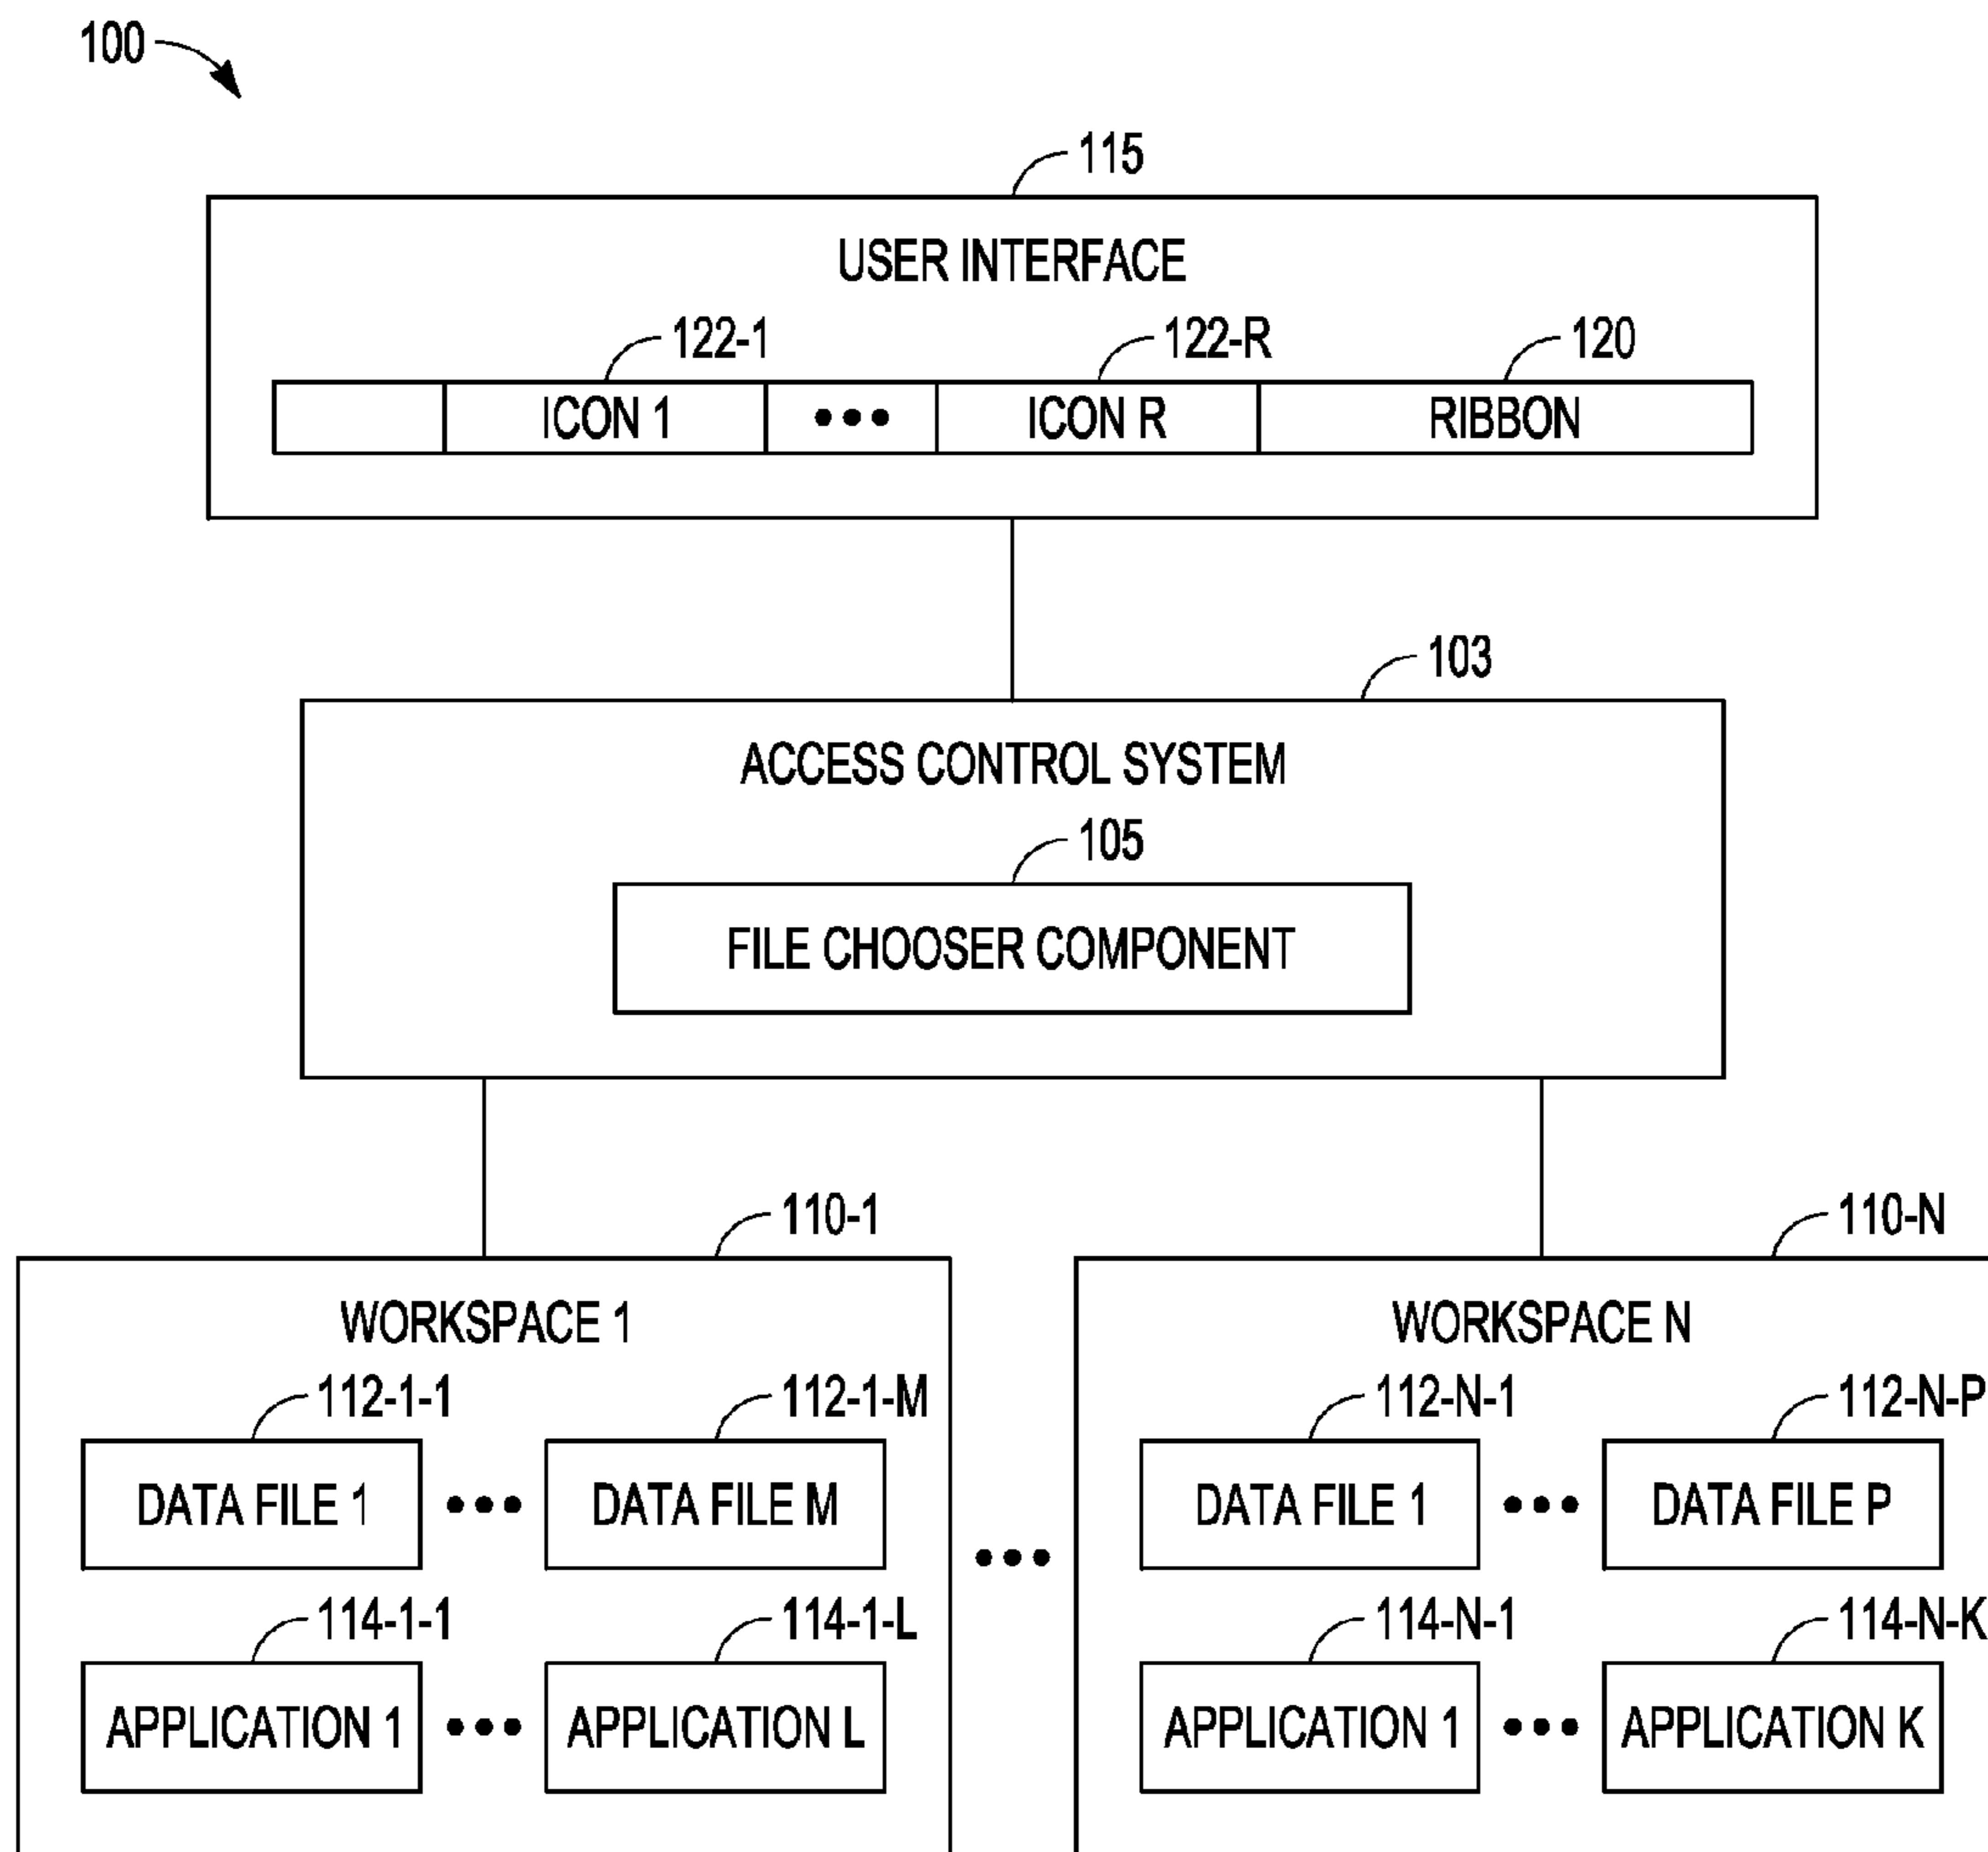 100
115
USER INTERFACE
122-1 122-R 120
ICON 1 ••• ICON R RIBBON
103
ACCESS CONTROL SYSTEM
105
FILE CHOOSER COMPONENT
110-1
WORKSPACE 1
112-1-1 112-1-M
DATA FILE 1 ••• DATA FILE M
114-1-1 114-1-L
APPLICATION 1 ••• APPLICATION L
•••
110-N
WORKSPACE N
112-N-1 112-N-P
DATA FILE 1 ••• DATA FILE P
114-N-1 114-N-K
APPLICATION 1 ••• APPLICATION K